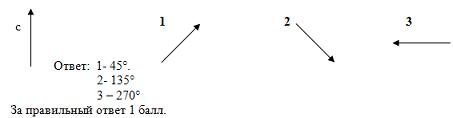 с 1 2 3
Ответ: 1- 45°.
2- 135°
3 – 270°
За правильный ответ 1 балл.